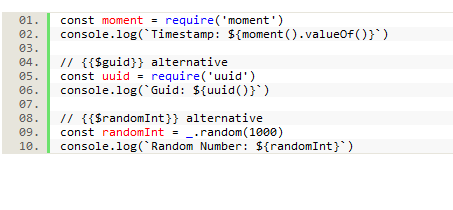 01. const moment = require('moment')
02. console.log(`Timestamp: ${moment().valueOf()}`)
03.
04. // {{$guid}} alternative
05. const uuid = require('uuid')
06. console.log(`Guid: ${uuid()}`)
07.
08. // {{$randomInt}} alternative
09. const randomInt = _.random(1000)
10. console.log(`Random Number: ${randomInt}`)